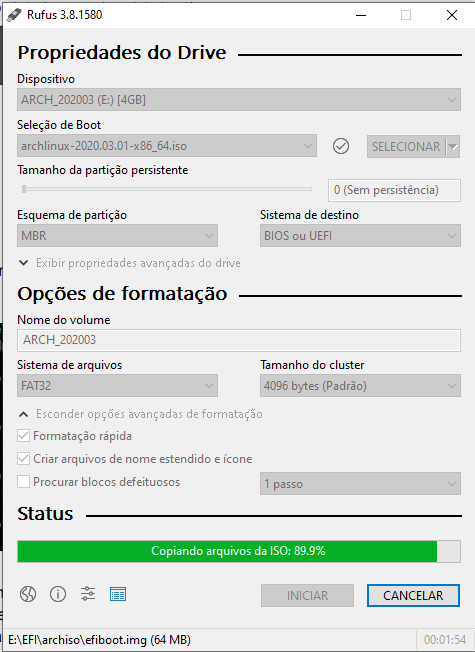 Rufus 3.8.1580
Propriedades do Drive
Dispositivo
ARCH_202003 (E:) [4GB]
Seleção de Boot
archlinux-2020.03.01-x86_64.iso
SELECIONAR
Tamanho da partição persistente
0 (Sem persistência)
Esquema de partição
Sistema de destino
MBR
BIOS ou UEFI
Exibir propriedades avançadas do drive
Opções de formatação
Nome do volume
ARCH_202003
Sistema de arquivos
Tamanho do cluster
FAT32
4096 bytes (Padrão)
Esconder opções avançadas de formatação
Formatação rápida
Criar arquivos de nome estendido e ícone
Procurar blocos defeituosos
1 passo
Status
Copiando arquivos da ISO: 89.9%
INICIAR
CANCELAR
E:\EFI\archiso\efiboot.img (64 MB)
00:01:54